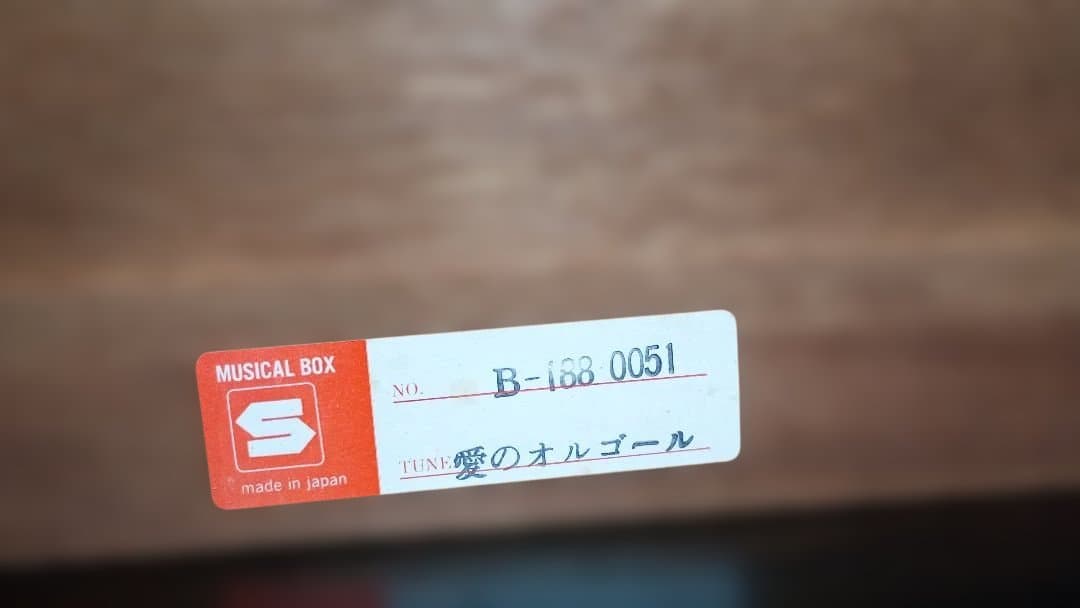 MUSICAL BOX
S
made in japan
NO. B-188 0051
TUNE 愛のオルゴール